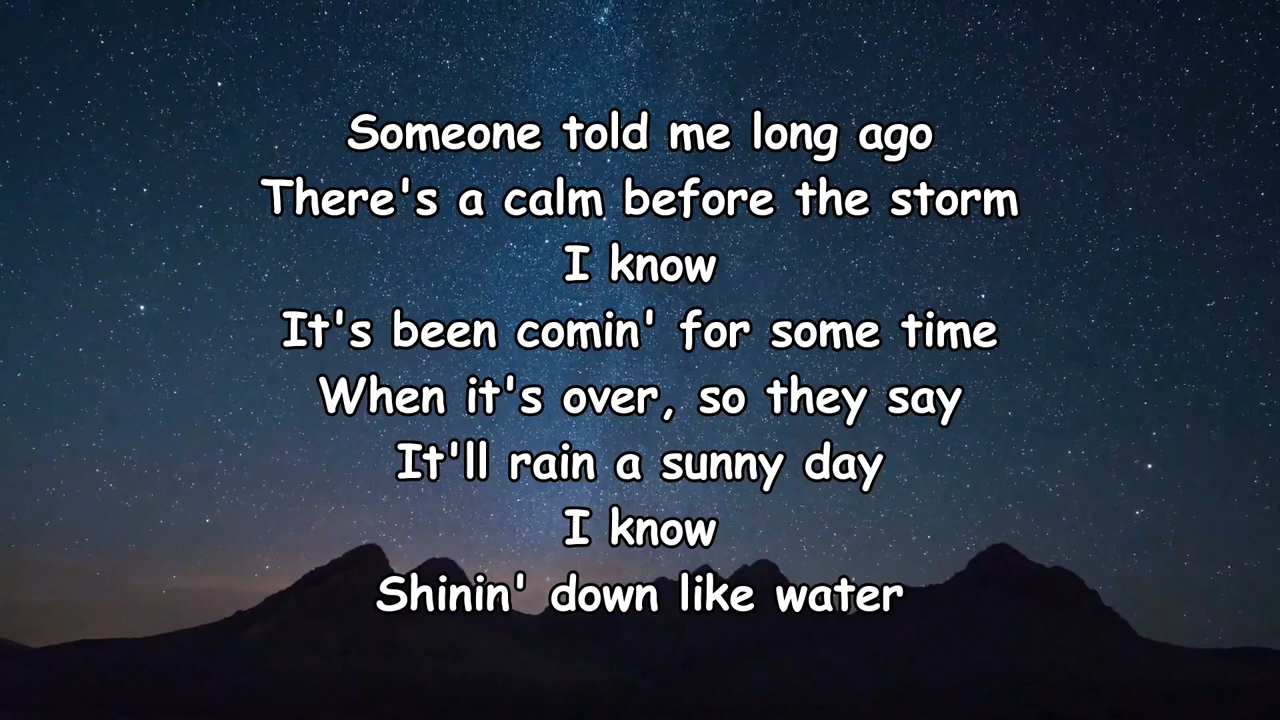 Someone told me long ago
There's a calm before the storm
I know
It's been comin' for some time
When it's over, so they say
It'll rain a sunny day
I know
Shinin' down like water